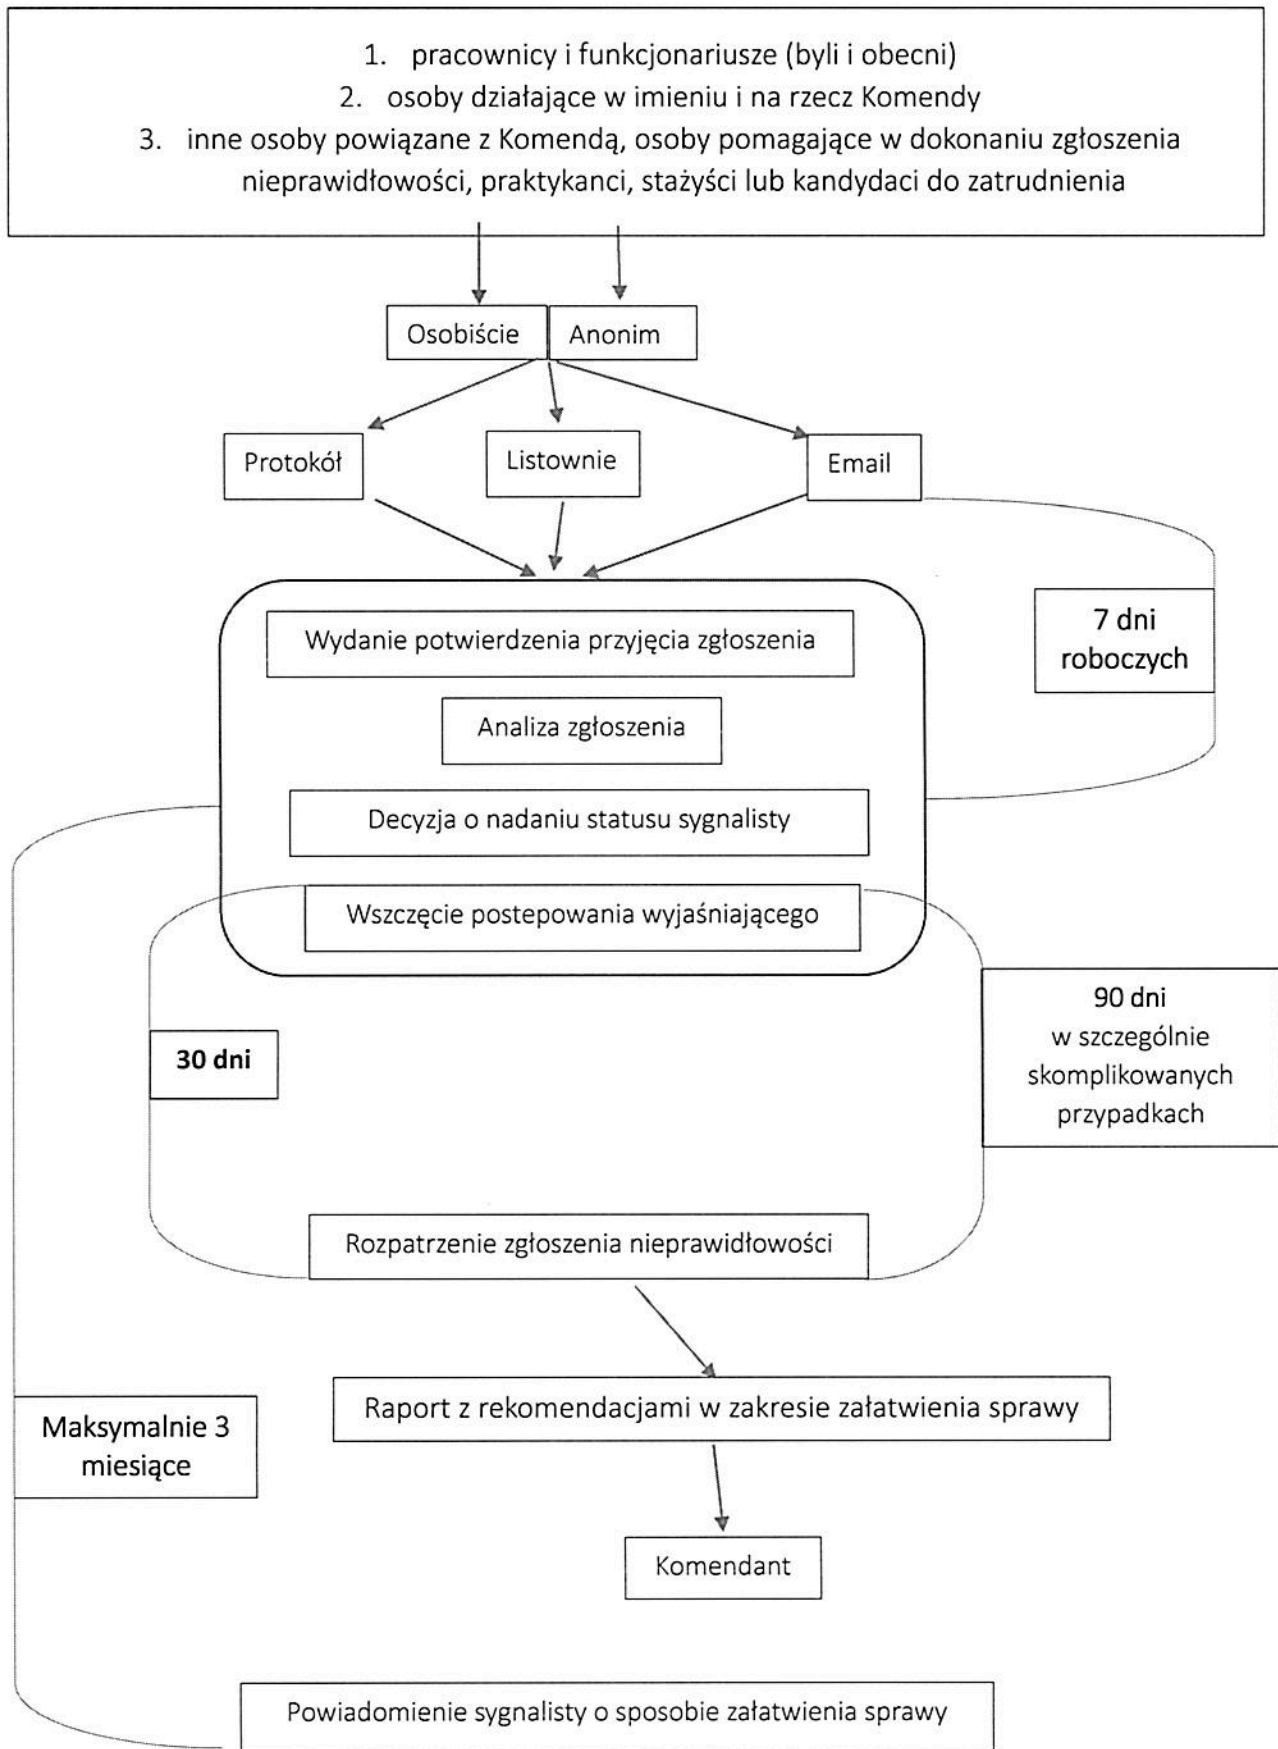 1. pracownicy i funkcjonariusze (byli i obecni)
2. osoby działające w imieniu i na rzecz Komendy
3. inne osoby powiązane z Komendą, osoby pomagające w dokonaniu zgłoszenia
nieprawidłowości, praktykanci, stażyści lub kandydaci do zatrudnienia
Osobiście
Anonim
Protokół
Listownie
Email
7 dni
roboczych
Wydanie potwierdzenia przyjęcia zgłoszenia
Analiza zgłoszenia
Decyzja o nadaniu statusu sygnalisty
Wszczęcie postepowania wyjaśniającego
30 dni
90 dni
w szczególnie
skomplikowanych
przypadkach
Rozpatrzenie zgłoszenia nieprawidłowości
Raport z rekomendacjami w zakresie załatwienia sprawy
Maksymalnie 3
miesiące
Komendant
Powiadomienie sygnalisty o sposobie załatwienia sprawy